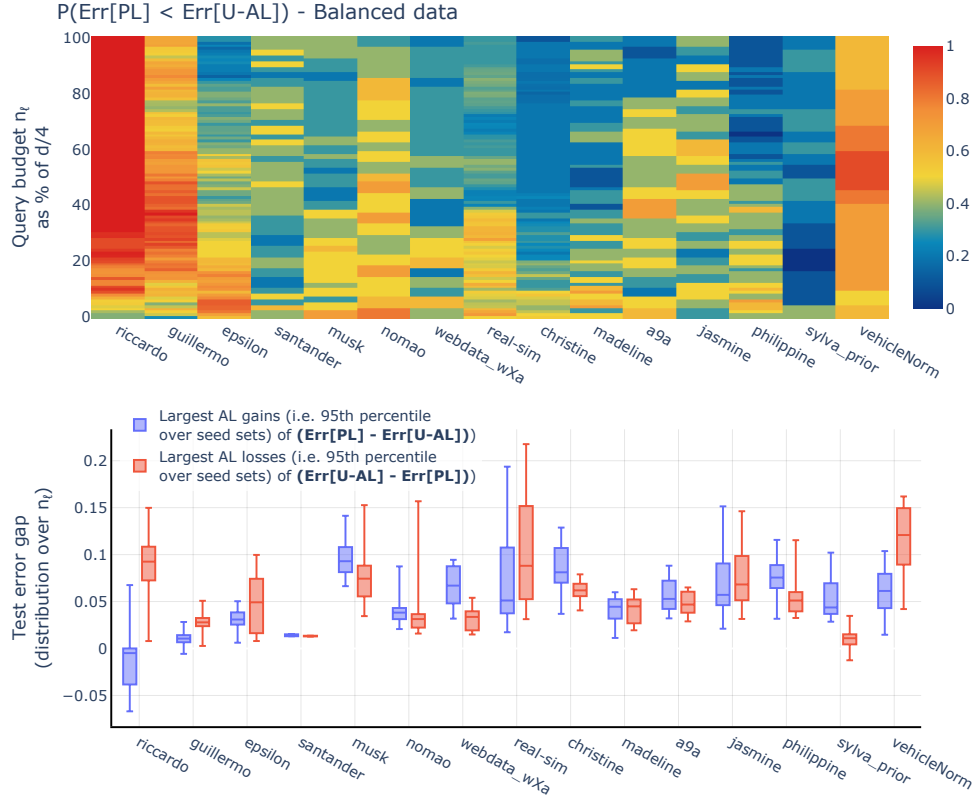 P(Err[PL] < Err[U-AL]) - Balanced data
Query budget nℓ
as % of d/4
100
80
60
40
20
0
riccardo
guillermo
epsilon
santander
musk
nomao
webdata_wXa
real-sim
christine
madeline
a9a
jasmine
philippine
sylva_prior
vehicleNorm
1
0.8
0.6
0.4
0.2
0
Largest AL gains (i.e. 95th percentile
over seed sets) of (Err[PL] - Err[U-AL]))
Largest AL losses (i.e. 95th percentile
over seed sets) of (Err[U-AL] - Err[PL]))
Test error gap
(distribution over nℓ)
0.2
0.15
0.1
0.05
0
−0.05
riccardo
guillermo
epsilon
santander
musk
nomao
webdata_wXa
real-sim
christine
madeline
a9a
jasmine
philippine
sylva_prior
vehicleNorm